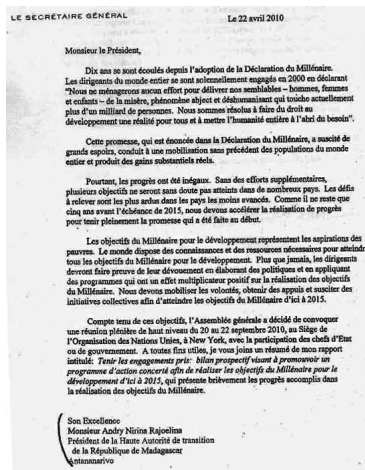 LE SECRÉTAIRE GÉNÉRAL
Le 22 avril 2010
Monsieur le Président,
Dix ans se sont écoulés depuis l'adoption de la Déclaration du Millénaire.
Les dirigeants du monde entier se sont solennellement engagés en 2000 en déclarant
"Nous ne ménagerons aucun effort pour délivrer nos semblables – hommes, femmes
et enfants – de la misère, phénomène abject et déshumanisant qui touche actuellement
plus d'un milliard de personnes. Nous sommes résolus à faire du droit au
développement une réalité pour tous et à mettre l'humanité entière à l'abri du besoin".
Cette promesse, qui est énoncée dans la Déclaration du Millénaire, a suscité de
grands espoirs, conduit à une mobilisation sans précédent des populations du monde
entier et produit des gains substantiels réels.
Pourtant, les progrès ont été inégaux. Sans des efforts supplémentaires,
plusieurs objectifs ne seront sans doute pas atteints dans de nombreux pays. Les défis
à relever sont les plus ardus dans les pays les moins avancés. Comme il ne reste que
cinq ans avant l'échéance de 2015, nous devons accélérer la réalisation de progrès
pour tenir pleinement la promesse qui a été faite au début.
Les objectifs du Millénaire pour le développement représentent les aspirations des
pauvres. Le monde dispose des connaissances et des ressources nécessaires pour atteindr
tous les objectifs du Millénaire pour le développement. Plus que jamais, les dirigeants
devront faire preuve de leur dévouement en élaborant des politiques et en appliquant
des programmes qui ont un effet multiplicateur positif sur la réalisation des objectifs
du Millénaire. Nous devons mobiliser les volontés, obtenir des appuis et susciter des
initiatives collectives afin d'atteindre les objectifs du Millénaire d'ici à 2015.
Compte tenu de ces objectifs, l'Assemblée générale a décidé de convoquer
une réunion plénière de haut niveau du 20 au 22 septembre 2010, au Siège de
l'Organisation des Nations Unies, à New York, avec la participation des chefs d'Etat
ou de gouvernement. A toutes fins utiles, je vous joins un résumé de mon rapport
intitulé: Tenir les engagements pris: bilan prospectif visant à promouvoir un
programme d'action concerté afin de réaliser les objectifs du Millénaire pour le
développement d'ici à 2015, qui présente brièvement les progrès accomplis dans
la réalisation des objectifs du Millénaire.
Son Excellence
Monsieur Andry Nirina Rajoelina
Président de la Haute Autorité de transition
de la République de Madagascar
Antananarivo